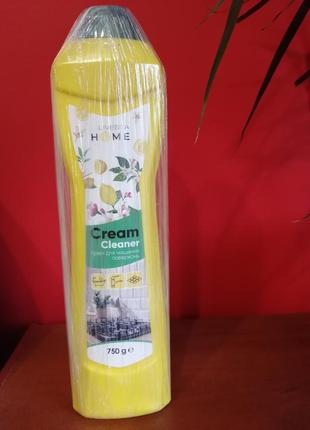 HOME
Cream
Cleaner
Крем для чищення
поверхонь
750 g ℮